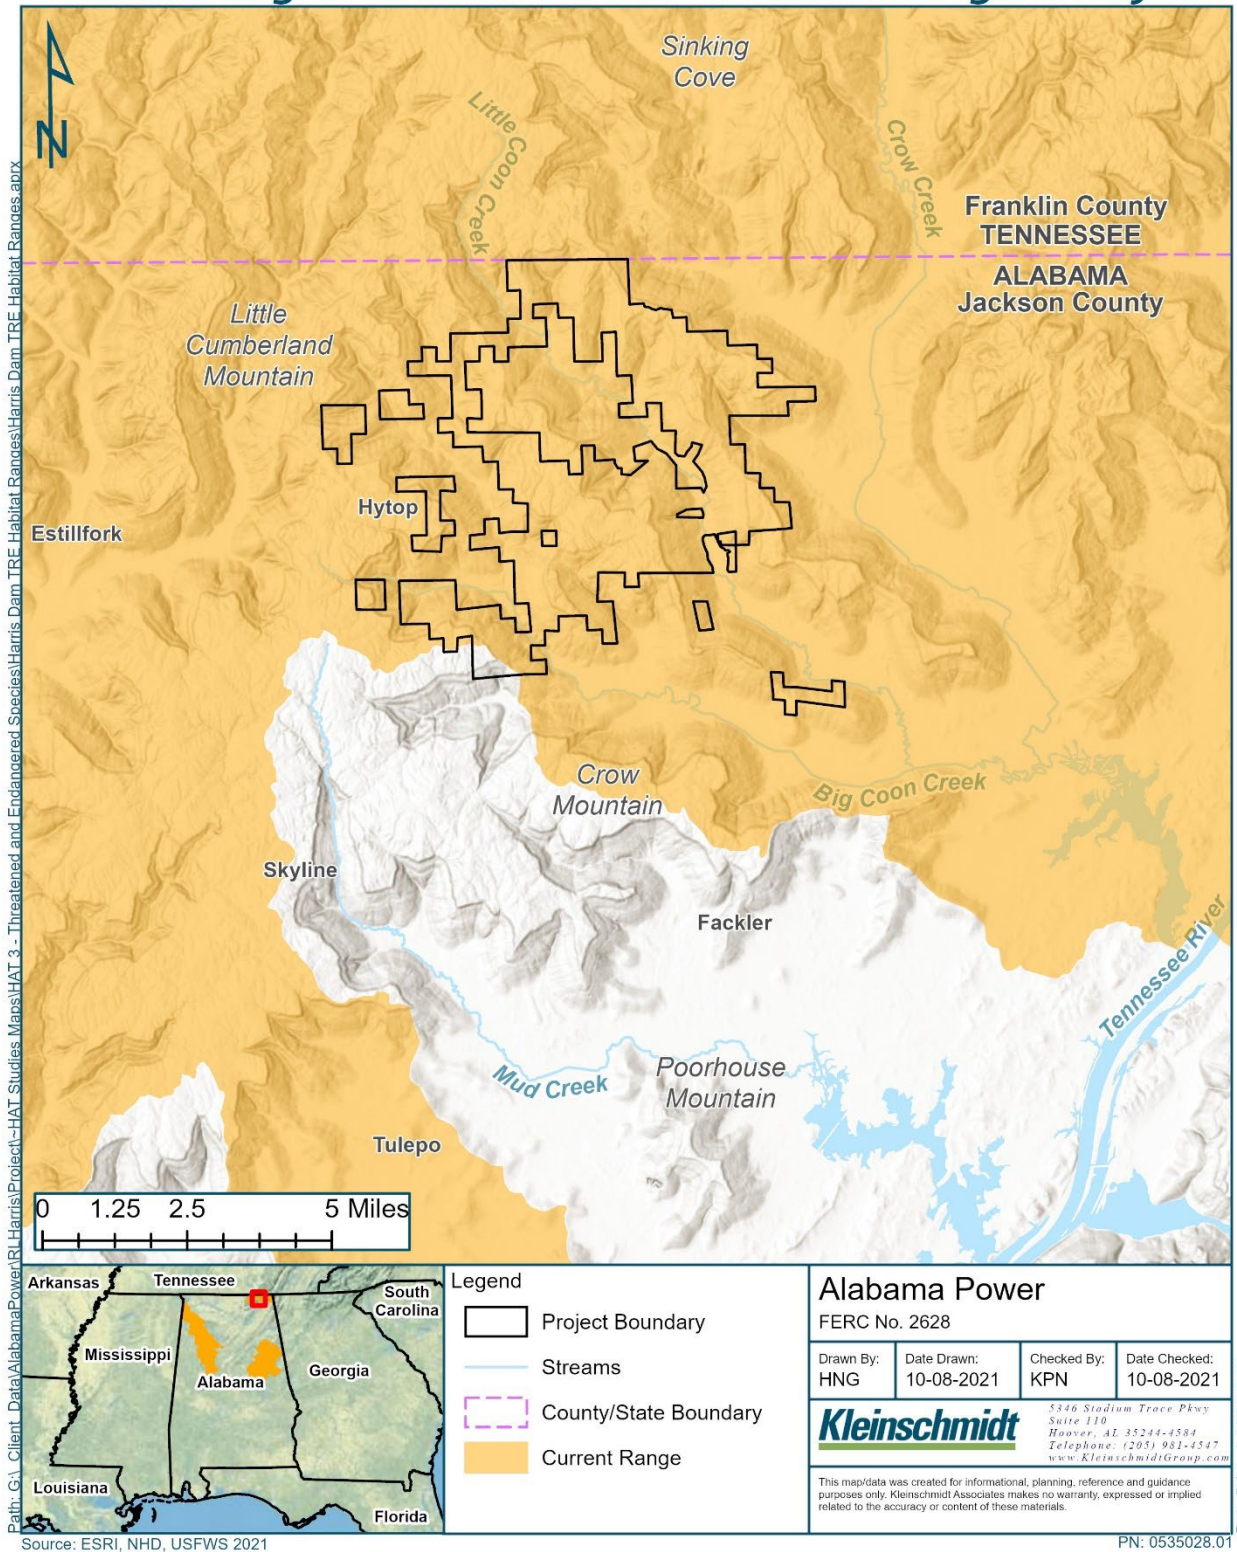 N
Sinking
Cove
Little Coon Creek
Crow Creek
Franklin County
TENNESSEE
ALABAMA
Jackson County
Little
Cumberland
Mountain
Hytop
Estillfork
Crow
Mountain
Big Coon Creek
Skyline
Fackler
Tennessee River
Mud Creek
Poorhouse
Mountain
Tulepo
0 1.25 2.5 5 Miles
Path: G:\_Client_Data\AlabamaPower\RLHarris\Project\~HAT Studies Maps\HAT 3 - Threatened and Endangered Species\Harris Dam TRE Habitat Ranges\Harris Dam TRE Habitat Ranges.aprx
Arkansas
Tennessee
South
Carolina
Mississippi
Alabama
Georgia
Louisiana
Florida
Legend
Project Boundary
Streams
County/State Boundary
Current Range
Alabama Power
FERC No. 2628
Drawn By:
HNG
Date Drawn:
10-08-2021
Checked By:
KPN
Date Checked:
10-08-2021
Kleinschmidt
5346 Stadium Trace Pkwy
Suite 110
Hoover, AL 35244-4584
Telephone: (205) 981-4547
www.KleinschmidtGroup.com
This map/data was created for informational, planning, reference and guidance
purposes only. Kleinschmidt Associates makes no warranty, expressed or implied
related to the accuracy or content of these materials.
Source: ESRI, NHD, USFWS 2021
PN: 0535028.01